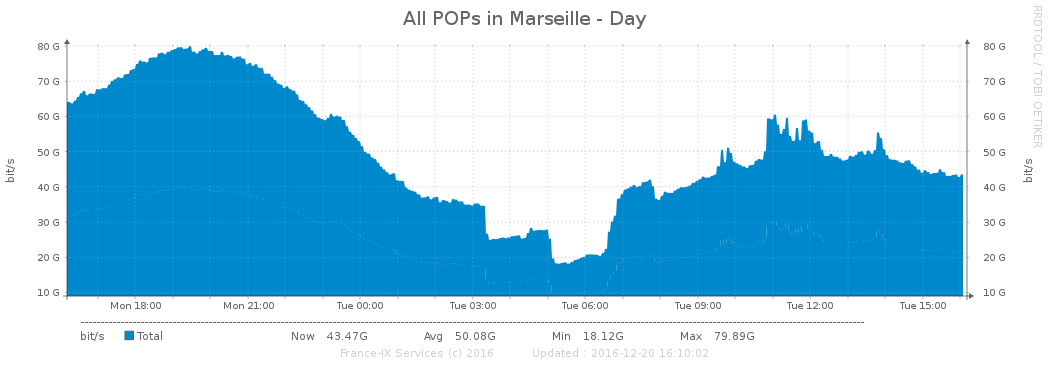 All POPs in Marseille - Day
RRDTOOL / TOBI OETIKER
bit/s
80 G 80 G
70 G 70 G
60 G 60 G
50 G 50 G
40 G 40 G
30 G 30 G
20 G 20 G
10 G 10 G
bit/s
Mon 18:00 Mon 21:00 Tue 00:00 Tue 03:00 Tue 06:00 Tue 09:00 Tue 12:00 Tue 15:00
bit/s Total Now 43.47G Avg 50.08G Min 18.12G Max 79.89G
France-IX Services (c) 2016 Updated : 2016-12-20 16:10:02